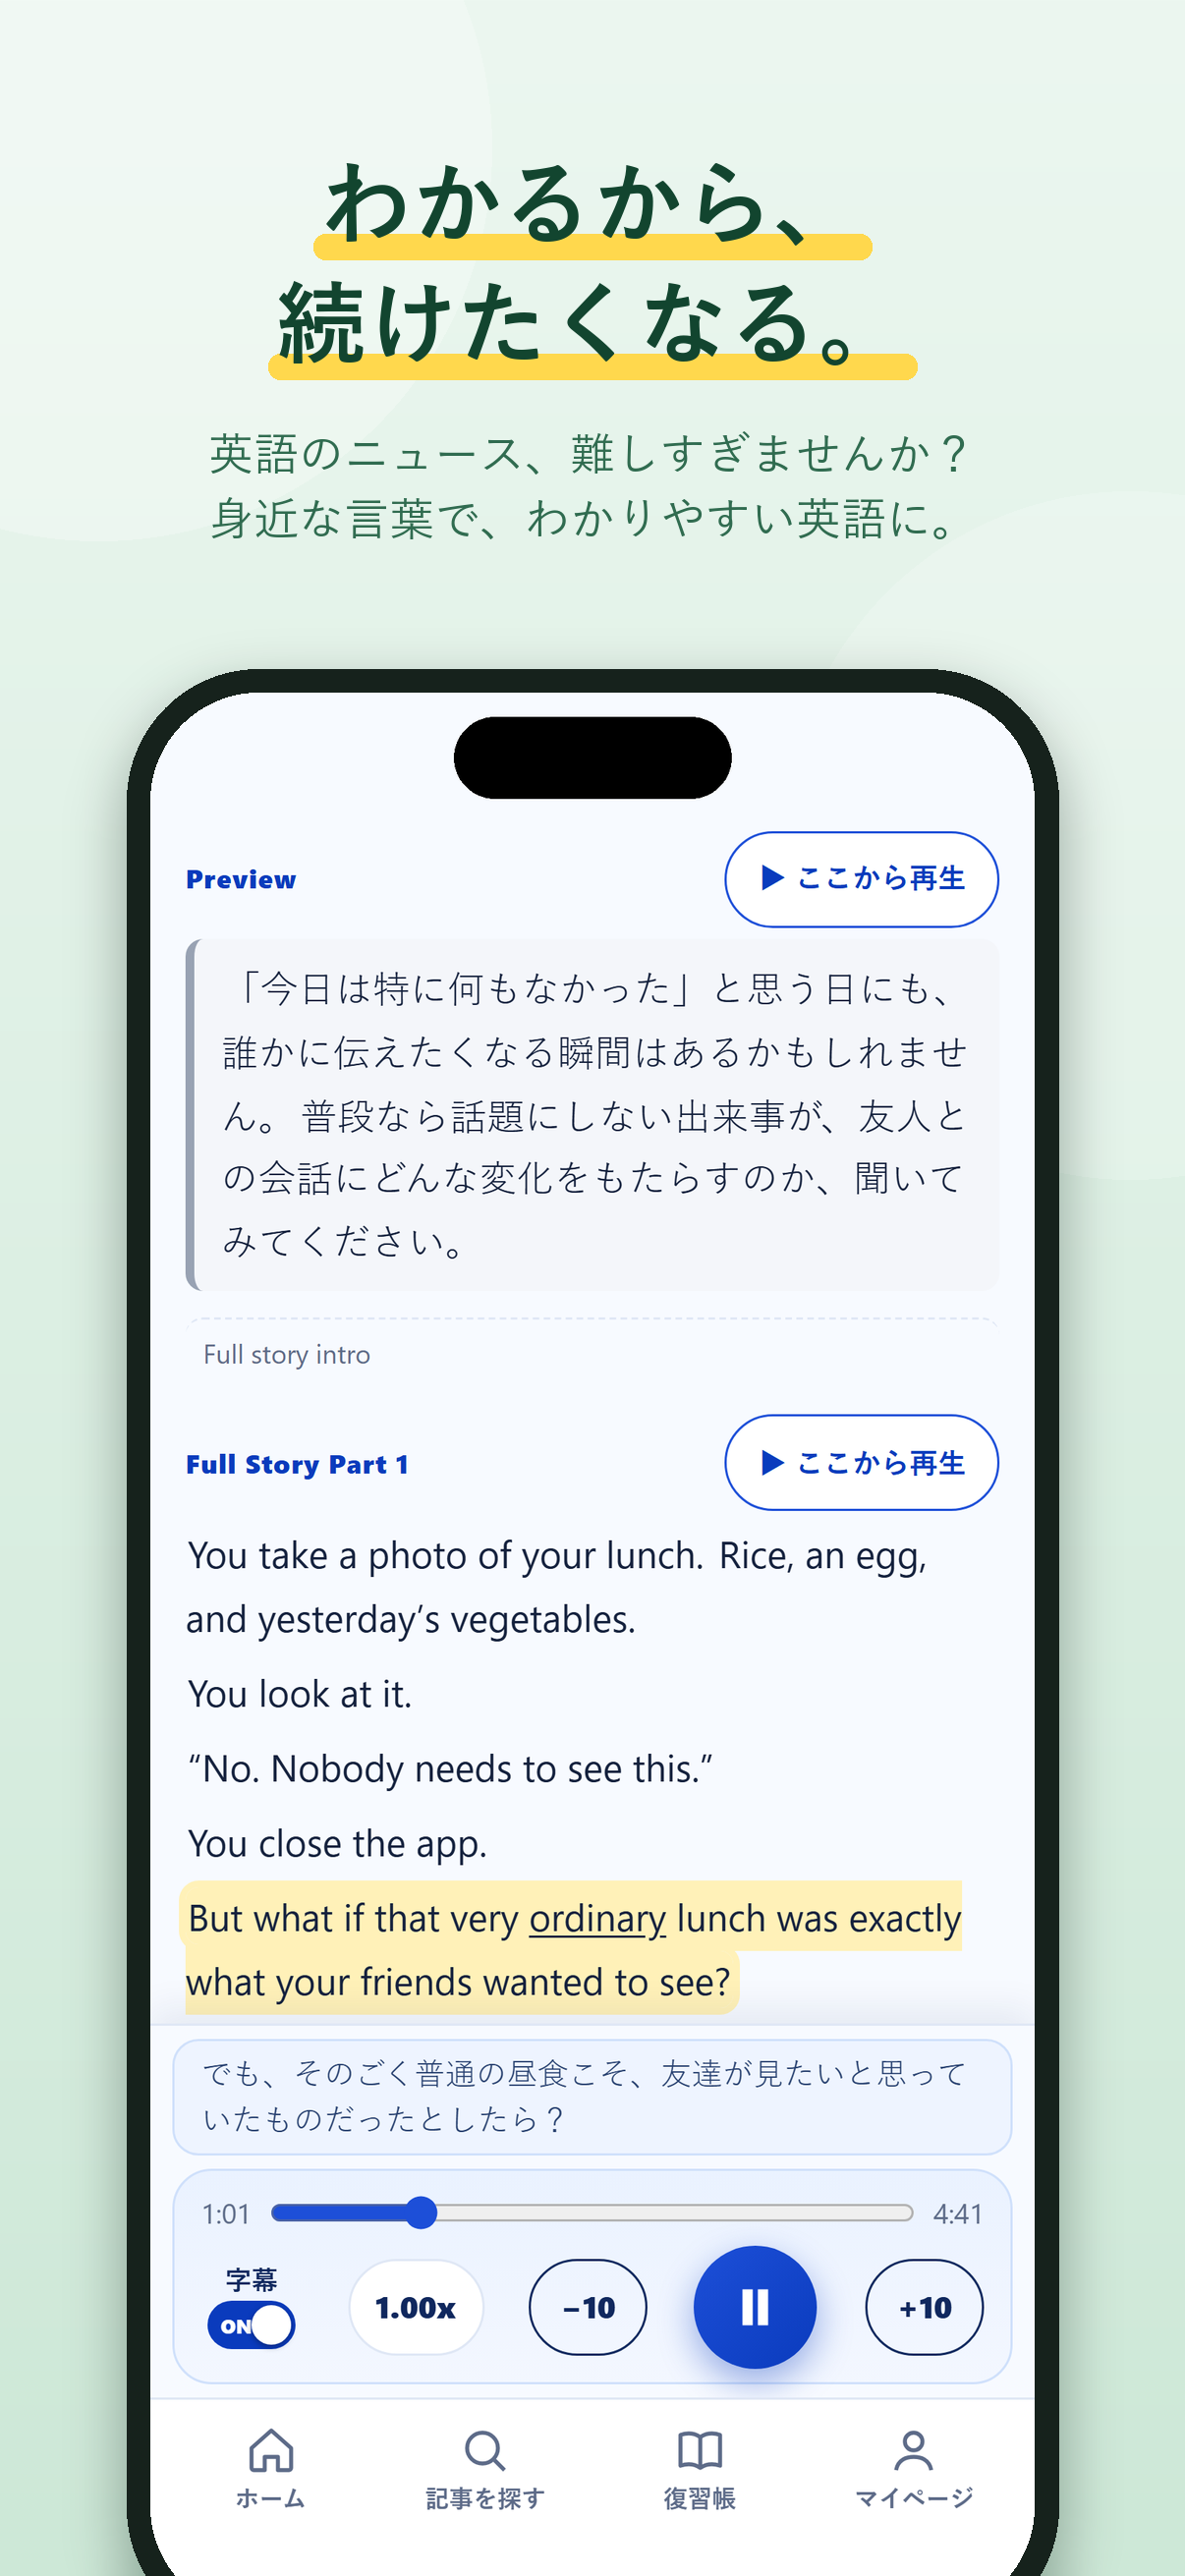 わかるから、
続けたくなる。
英語のニュース、難しすぎませんか？
身近な言葉で、わかりやすい英語に。
Preview
▶ ここから再生
「今日は特に何もなかった」と思う日にも、
誰かに伝えたくなる瞬間はあるかもしれませ
ん。 普段なら話題にしない出来事が、友人と
の会話にどんな変化をもたらすのか、聞いて
みてください。
Full story intro
Full Story Part 1
▶ ここから再生
You take a photo of your lunch. Rice, an egg,
and yesterday’s vegetables.
You look at it.
“No. Nobody needs to see this.”
You close the app.
But what if that very ordinary lunch was exactly
what your friends wanted to see?
でも、そのごく普通の昼食こそ、友達が見たいと思って
いたものだったとしたら？
1:01
4:41
字幕
ON
1.00x
−10
+10
ホーム
記事を探す
復習帳
マイページ